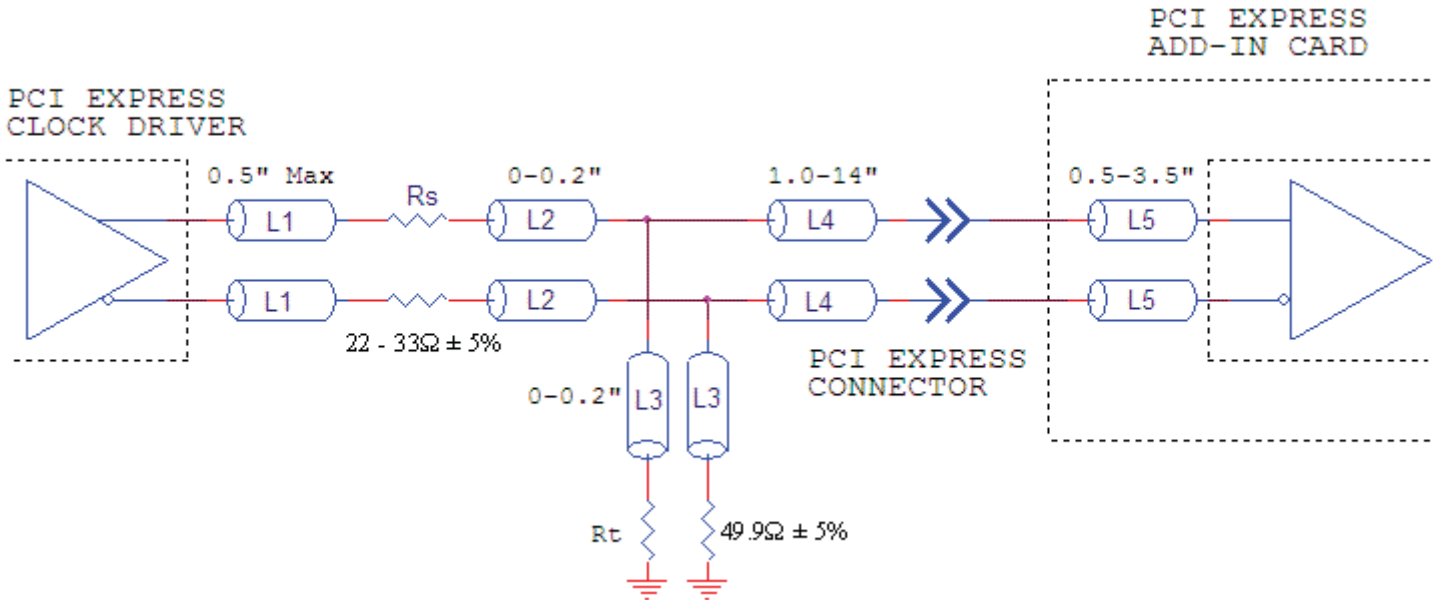 PCI EXPRESS
ADD-IN CARD
PCI EXPRESS
CLOCK DRIVER
0.5" Max
Rs
0-0.2"
1.0-14"
0.5-3.5"
L1
L2
L4
L5
L1
L2
L4
L5
22 - 33Ω ± 5%
PCI EXPRESS
CONNECTOR
0-0.2"
L3
L3
Rt
49.9Ω ± 5%